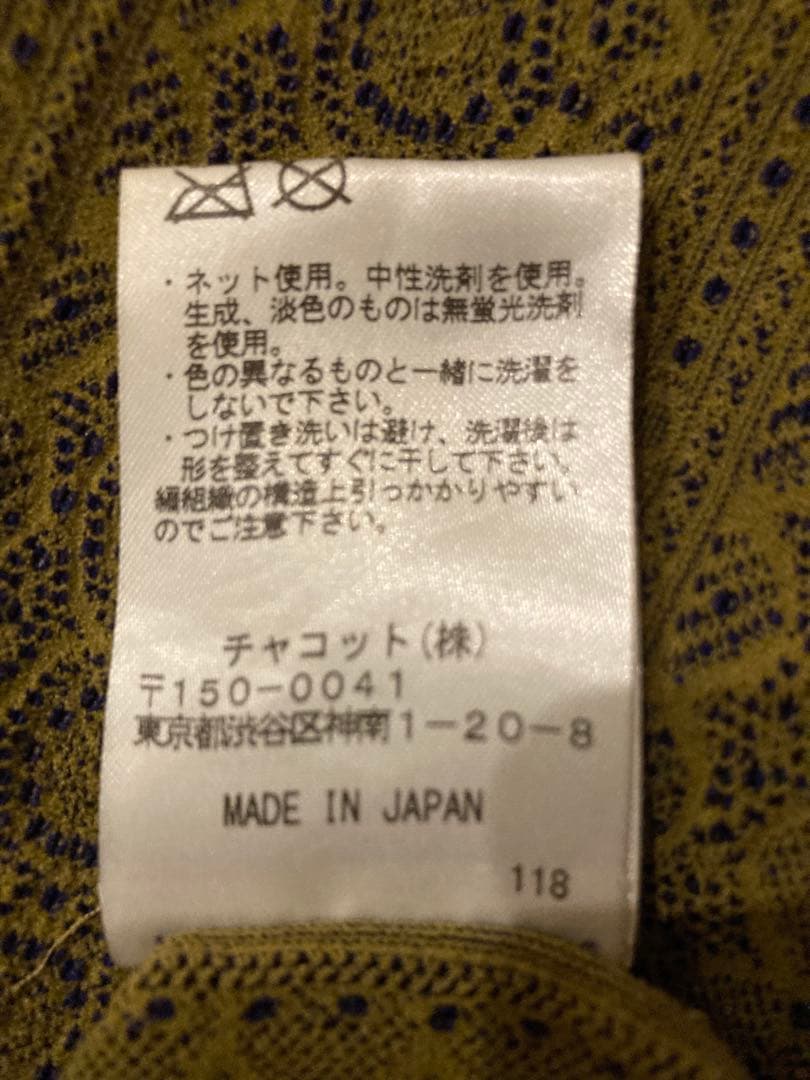 ・ネット使用。中性洗剤を使用。
生成、淡色のものは無蛍光洗剤
を使用。
・色の異なるものと一緒に洗濯を
しないで下さい。
・つけ置き洗いは避け、洗濯後は
形を整えてすぐに干して下さい。
編組織の構造上引っかかりやすい
のでご注意下さい。
チャコット(株)
〒150-0041
東京都渋谷区神南1-20-8
MADE IN JAPAN
118